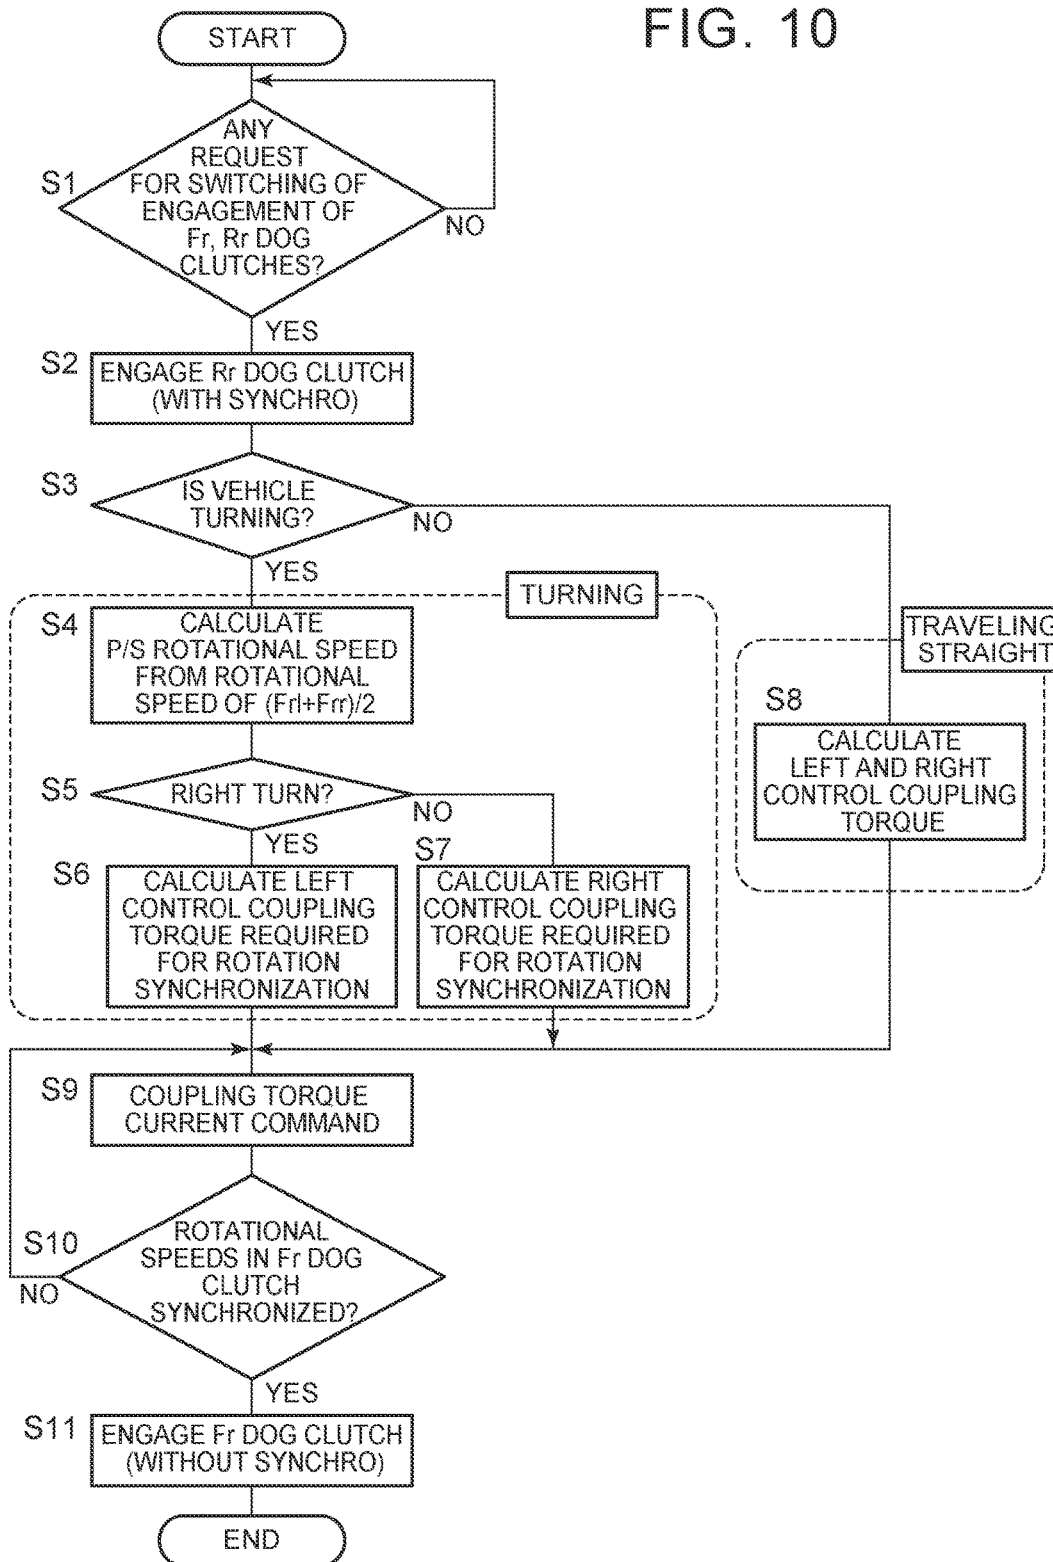 FIG. 10
START
S1
ANY
REQUEST
FOR SWITCHING OF
ENGAGEMENT OF
Fr, Rr DOG
CLUTCHES?
NO
YES
S2
ENGAGE Rr DOG CLUTCH
(WITH SYNCHRO)
S3
IS VEHICLE
TURNING?
NO
YES
TURNING
S4
CALCULATE
P/S ROTATIONAL SPEED
FROM ROTATIONAL
SPEED OF (Frl+Frr)/2
TRAVELING
STRAIGHT
S8
CALCULATE
LEFT AND RIGHT
CONTROL COUPLING
TORQUE
S5
RIGHT TURN?
NO
YES
S6
CALCULATE LEFT
CONTROL COUPLING
TORQUE REQUIRED
FOR ROTATION
SYNCHRONIZATION
S7
CALCULATE RIGHT
CONTROL COUPLING
TORQUE REQUIRED
FOR ROTATION
SYNCHRONIZATION
S9
COUPLING TORQUE
CURRENT COMMAND
S10
ROTATIONAL
SPEEDS IN Fr DOG
CLUTCH
SYNCHRONIZED?
NO
YES
S11
ENGAGE Fr DOG CLUTCH
(WITHOUT SYNCHRO)
END